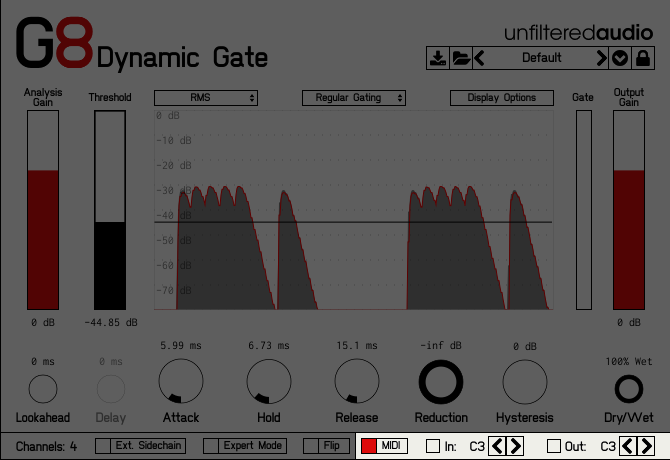 G8 Dynamic Gate
unfilteredaudio
Default
Analysis Gain
Threshold
RMS
Regular Gating
Display Options
Gate
Output Gain
0 dB
-10 dB
-20 dB
-30 dB
-40 dB
-50 dB
-60 dB
-70 dB
0 dB
-44.85 dB
0 dB
0 ms
0 ms
5.99 ms
6.73 ms
15.1 ms
-inf dB
0 dB
100% Wet
Lookahead
Delay
Attack
Hold
Release
Reduction
Hysteresis
Dry/Wet
Channels: 4
Ext. Sidechain
Expert Mode
Flip
MIDI
In: C3
Out: C3